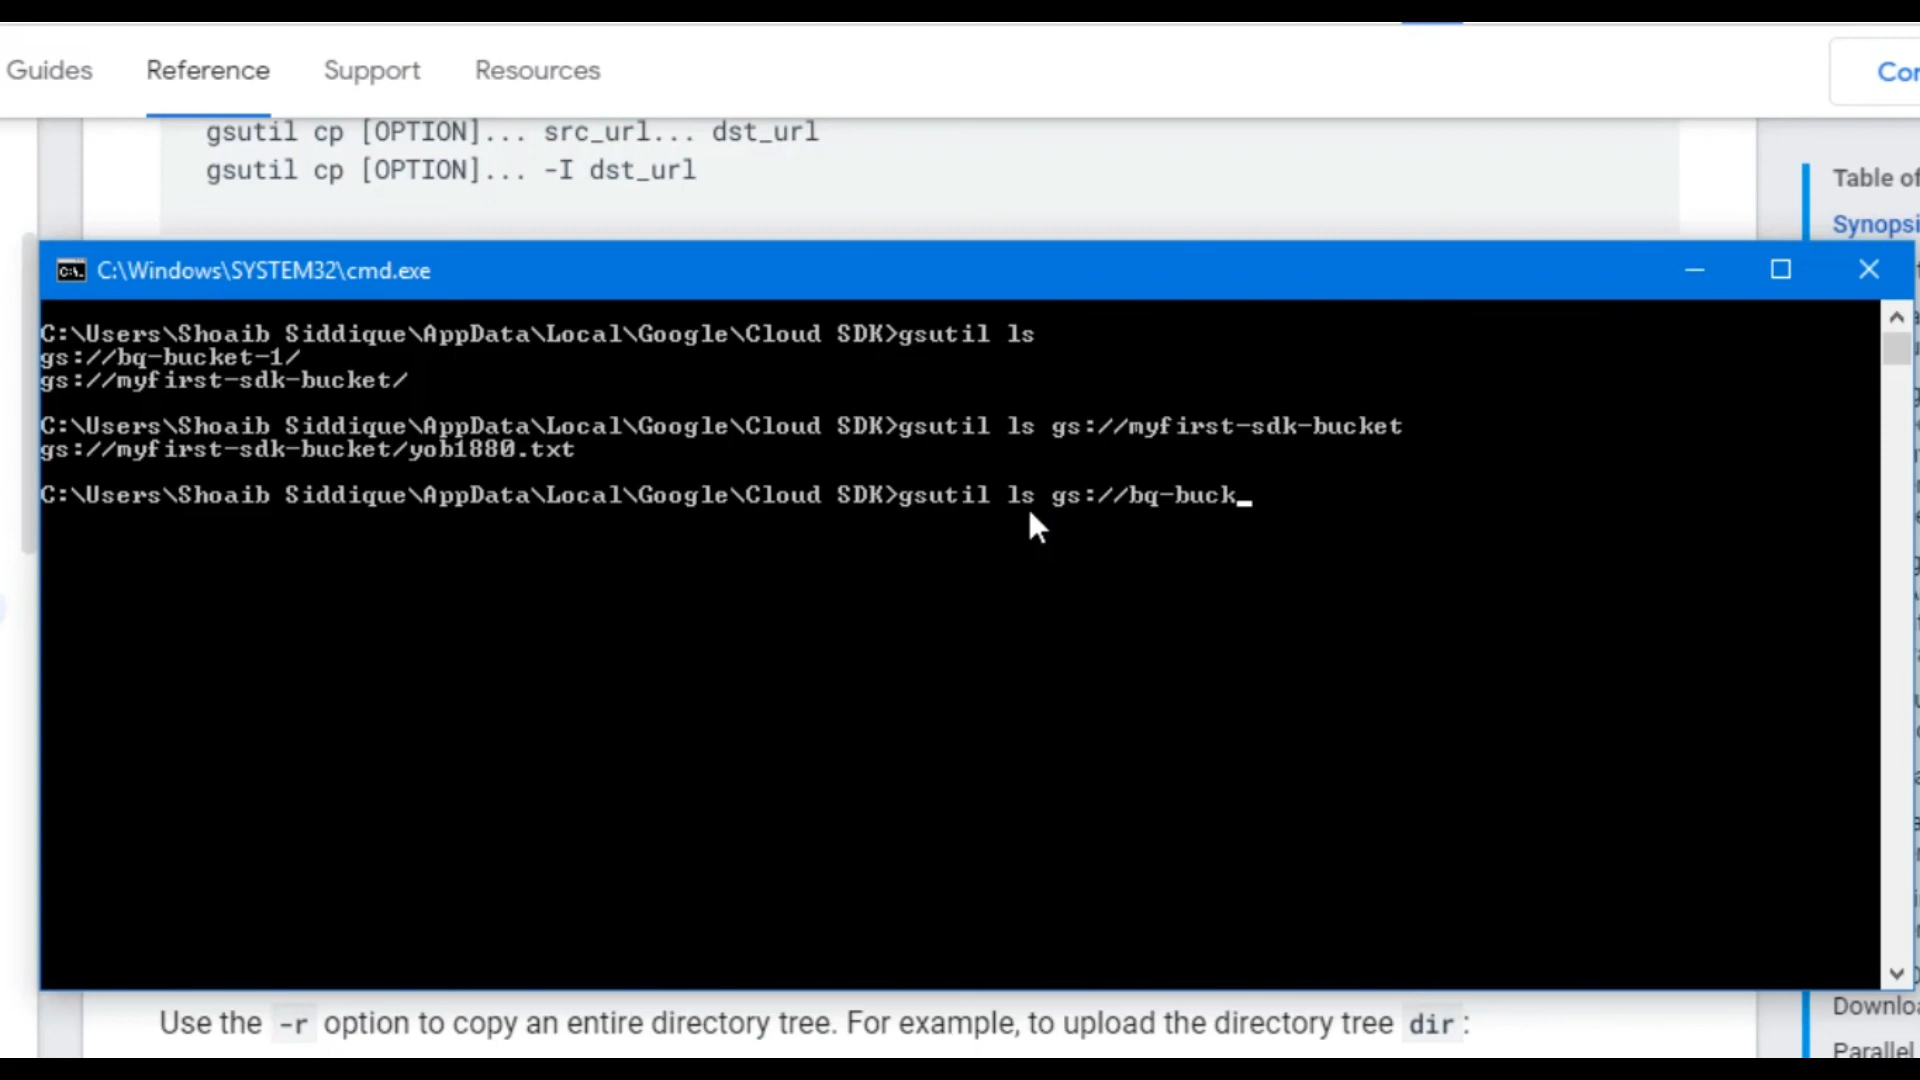 Guides Reference Support Resources
gsutil cp [OPTION]... src_url... dst_url
gsutil cp [OPTION]... -I dst_url
Table of
C:\Windows\SYSTEM32\cmd.exe
C:\Users\Shoaib Siddique\AppData\Local\Google\Cloud SDK>gsutil ls
gs://bq-bucket-1/
gs://myfirst-sdk-bucket/
C:\Users\Shoaib Siddique\AppData\Local\Google\Cloud SDK>gsutil ls gs://myfirst-sdk-bucket
gs://myfirst-sdk-bucket/yob1880.txt
C:\Users\Shoaib Siddique\AppData\Local\Google\Cloud SDK>gsutil ls gs://bq-buck_
Use the -r option to copy an entire directory tree. For example, to upload the directory tree dir:
Parallel